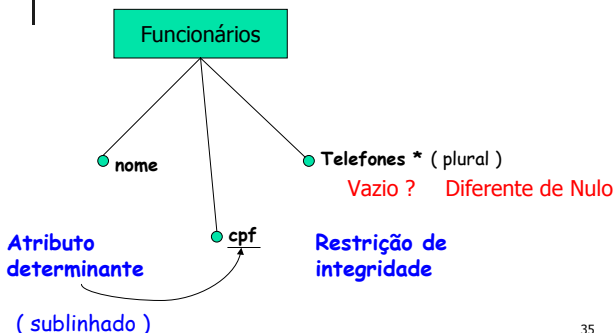 Funcionários
nome
Telefones * ( plural )
Vazio ? Diferente de Nulo
cpf
Atributo
determinante
Restrição de
integridade
( sublinhado )
35